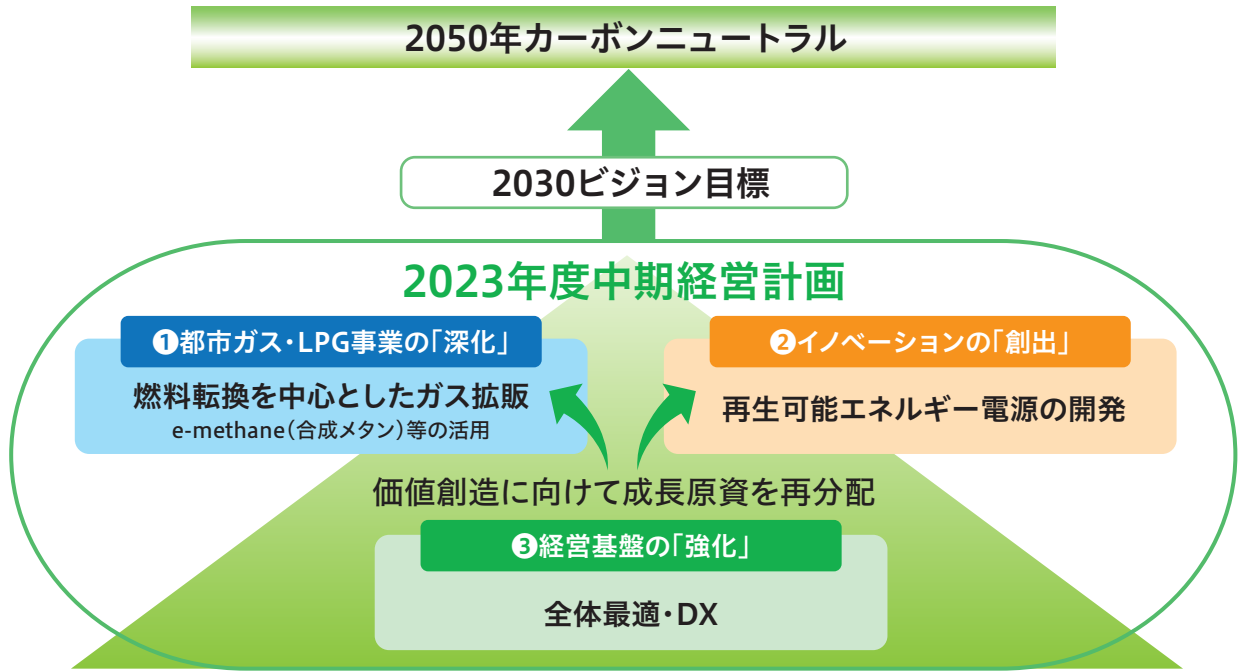 2050年カーボンニュートラル
2030ビジョン目標
2023年度中期経営計画
❶都市ガス・LPG事業の「深化」
燃料転換を中心としたガス拡販
e-methane(合成メタン)等の活用
❷イノベーションの「創出」
再生可能エネルギー電源の開発
価値創造に向けて成長原資を再分配
❸経営基盤の「強化」
全体最適・DX